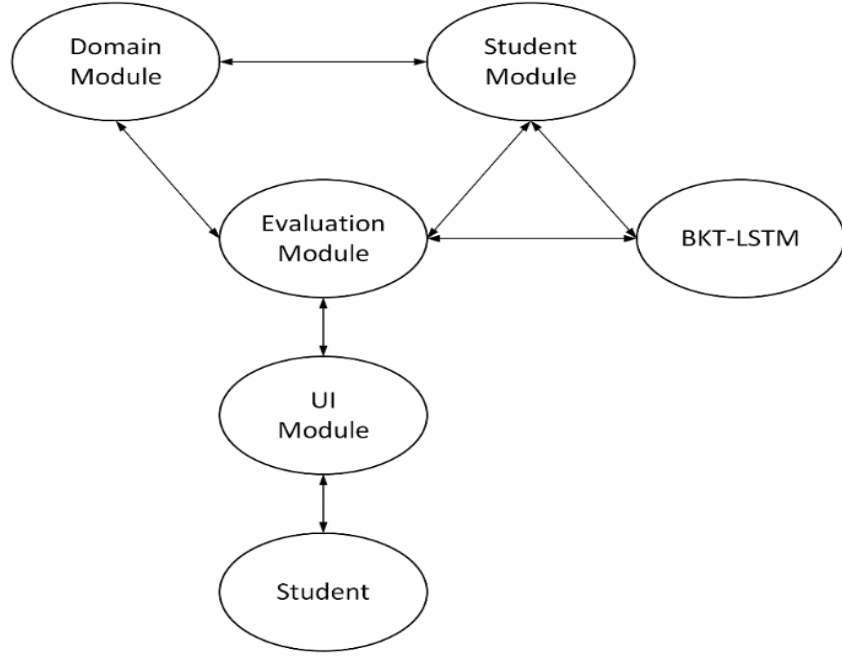 Domain
Module
Student
Module
Evaluation
Module
BKT-LSTM
UI
Module
Student